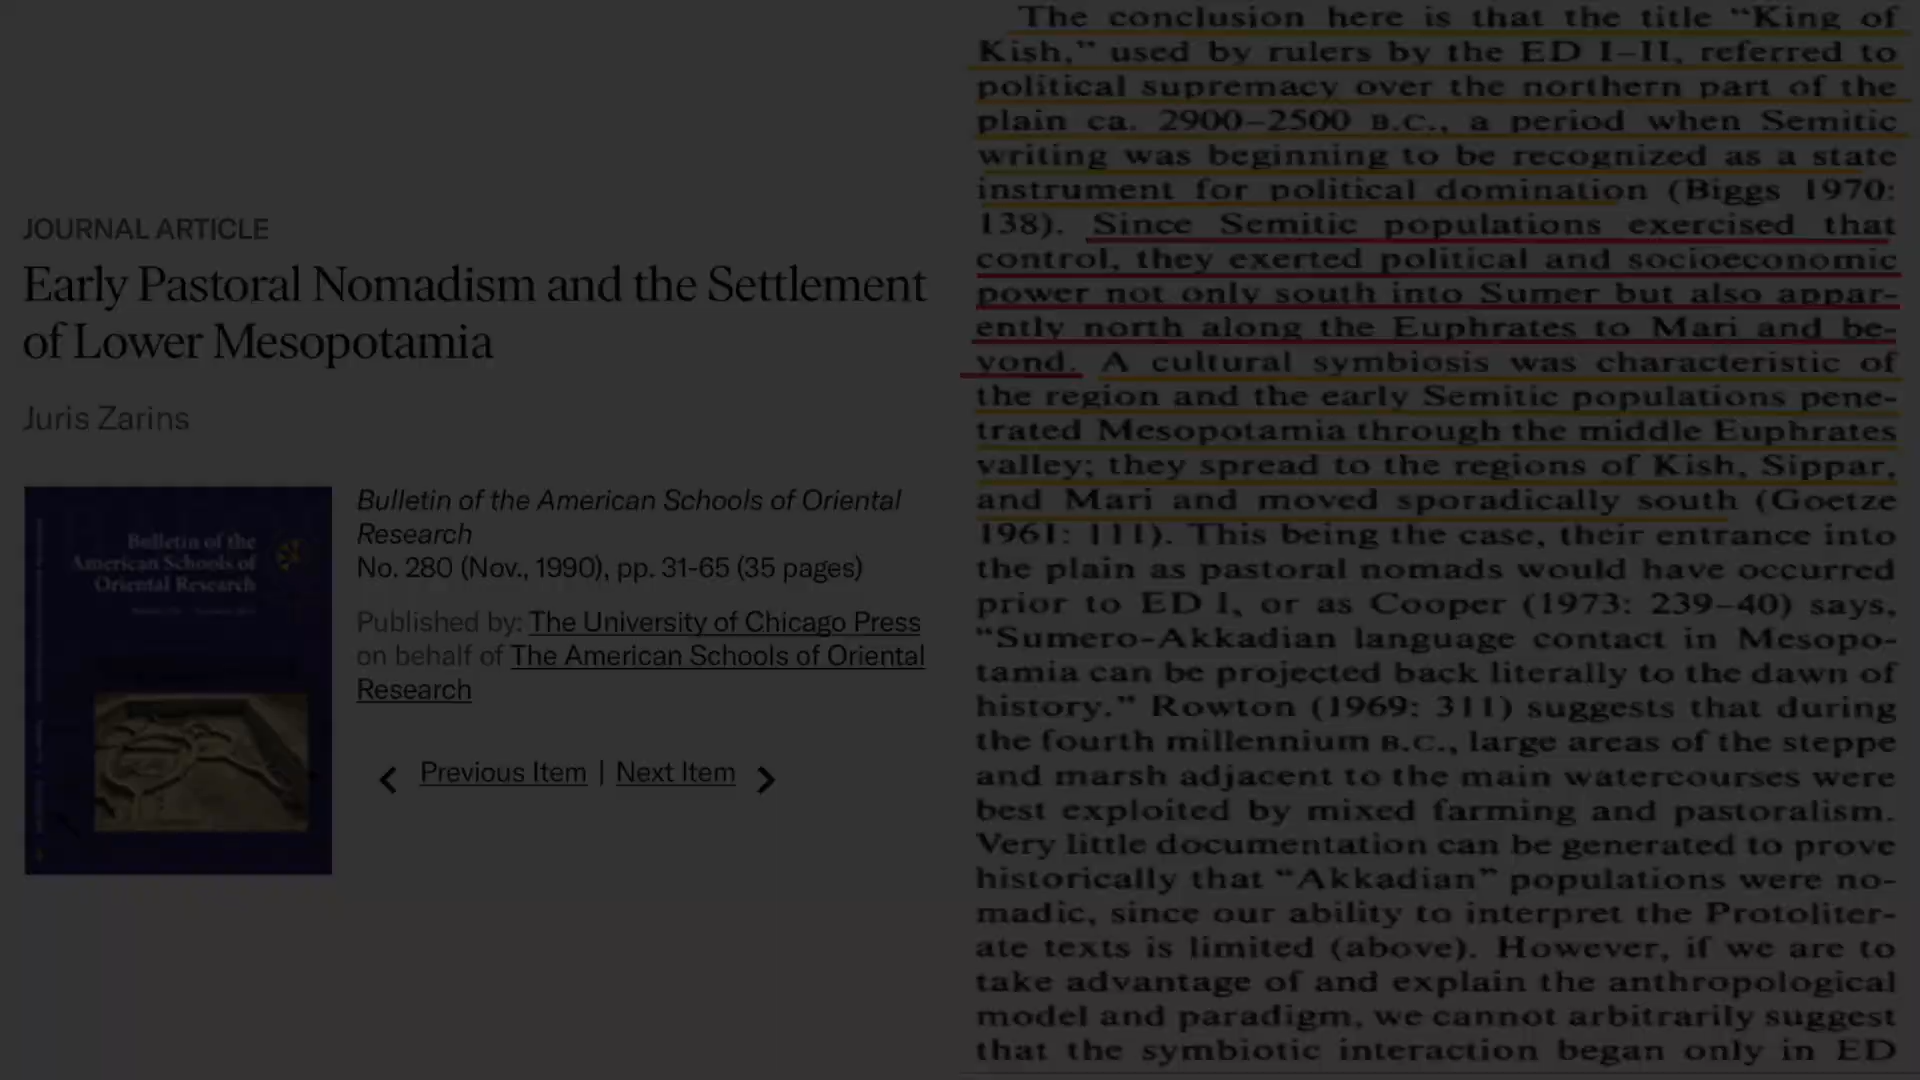 JOURNAL ARTICLE
Early Pastoral Nomadism and the Settlement
of Lower Mesopotamia
Juris Zarins
Bulletin of the
American Schools of
Oriental Research
Bulletin of the American Schools of Oriental
Research
No. 280 (Nov., 1990), pp. 31-65 (35 pages)
Published by: The University of Chicago Press
on behalf of The American Schools of Oriental
Research
Previous Item | Next Item
The conclusion here is that the title “King of
Kish,” used by rulers by the ED I–II, referred to
political supremacy over the northern part of the
plain ca. 2900–2500 B.C., a period when Semitic
writing was beginning to be recognized as a state
instrument for political domination (Biggs 1970:
138). Since Semitic populations exercised that
control, they exerted political and socioeconomic
power not only south into Sumer but also appar-
ently north along the Euphrates to Mari and be-
yond. A cultural symbiosis was characteristic of
the region and the early Semitic populations pene-
trated Mesopotamia through the middle Euphrates
valley; they spread to the regions of Kish, Sippar,
and Mari and moved sporadically south (Goetze
1961: 111). This being the case, their entrance into
the plain as pastoral nomads would have occurred
prior to ED I, or as Cooper (1973: 239–40) says,
“Sumero-Akkadian language contact in Mesopo-
tamia can be projected back literally to the dawn of
history.” Rowton (1969: 311) suggests that during
the fourth millennium B.C., large areas of the steppe
and marsh adjacent to the main watercourses were
best exploited by mixed farming and pastoralism.
Very little documentation can be generated to prove
historically that “Akkadian” populations were no-
madic, since our ability to interpret the Protoliter-
ate texts is limited (above). However, if we are to
take advantage of and explain the anthropological
model and paradigm, we cannot arbitrarily suggest
that the symbiotic interaction began only in ED